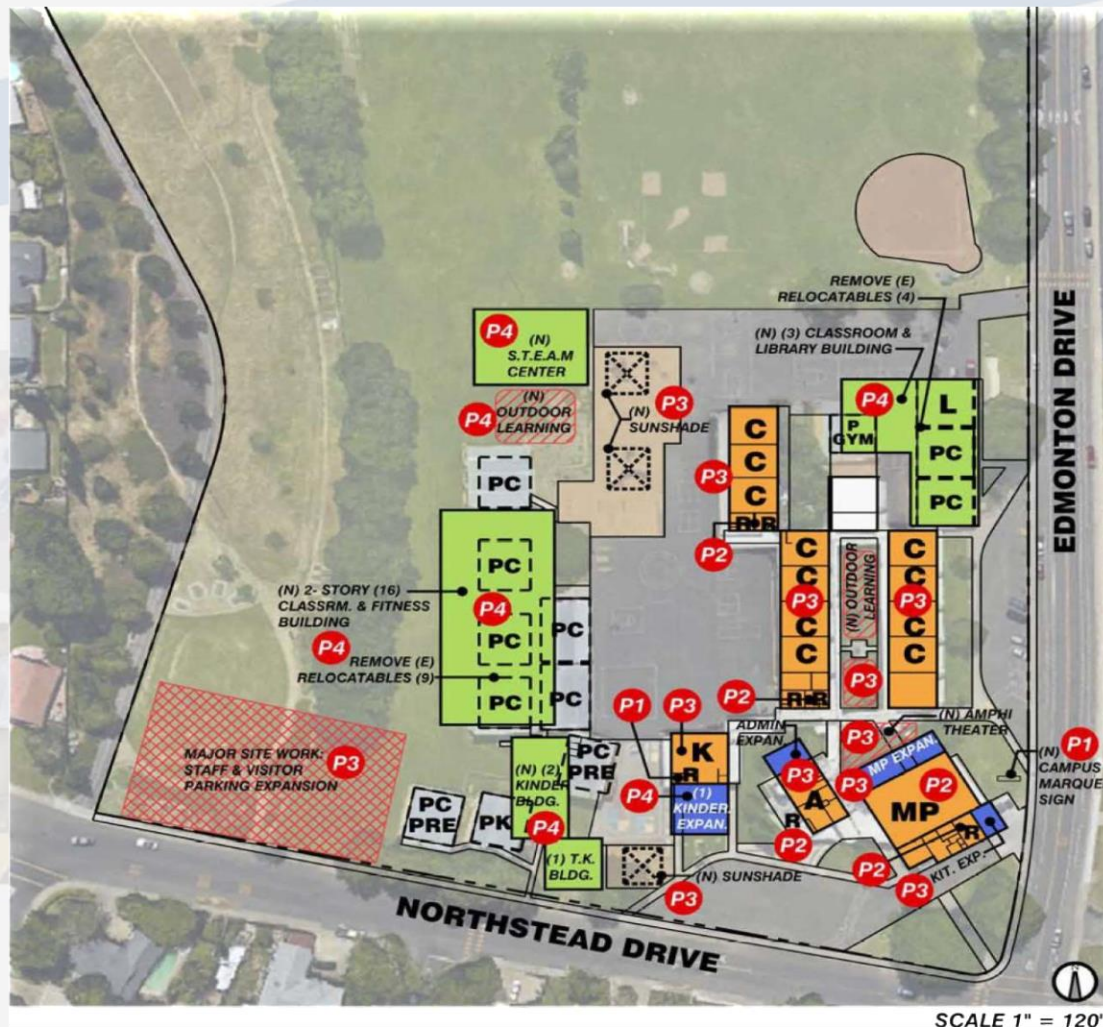 REMOVE (E)
RELOCATABLES (4)
(N) (3) CLASSROOM &
LIBRARY BUILDING
EDMONTON DRIVE
P4
(N)
S.T.E.A.M
CENTER
P4
(N)
OUTDOOR
LEARNING
P3
(N)
SUNSHADE
P4
L
P
GYM
PC
PC
C
C
C
P3
R R
P2
PC
PC
PC
PC
PC
PC
(N) 2- STORY (16)
CLASSRM. & FITNESS
BUILDING
P4
P4
REMOVE (E)
RELOCATABLES (9)
C
C
P3
C
C
R R
P2
(N) OUTDOOR
LEARNING
P3
C
C
P3
C
C
MAJOR SITE WORK:
STAFF & VISITOR
PARKING EXPANSION
P3
P1
P3
K
R
P4
(1)
KINDER
EXPAN.
ADMIN
EXPAN
P3
A
R
P2
(N) AMPHI
THEATER
P3
P3
MP EXPAN.
P2
MP
R
P2
KIT. EXP.
P3
P1
(N)
CAMPUS
MARQUE
SIGN
PC
PRE
(N) (2)
KINDER
BLDG.
PC
PRE
PK
P4
(1) T.K.
BLDG.
(N) SUNSHADE
P3
NORTHSTEAD DRIVE
SCALE 1" = 120'